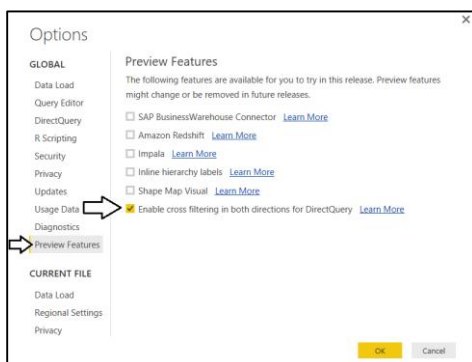 Options
GLOBAL
Data Load
Query Editor
DirectQuery
R Scripting
Security
Privacy
Updates
Usage Data
Diagnostics
Preview Features
CURRENT FILE
Data Load
Regional Settings
Privacy
Preview Features
The following features are available for you to try in this release. Preview features
might change or be removed in future releases.
SAP BusinessWarehouse Connector Learn More
Amazon Redshift Learn More
Impala Learn More
Inline hierarchy labels Learn More
Shape Map Visual Learn More
Enable cross filtering in both directions for DirectQuery Learn More
OK
Cancel